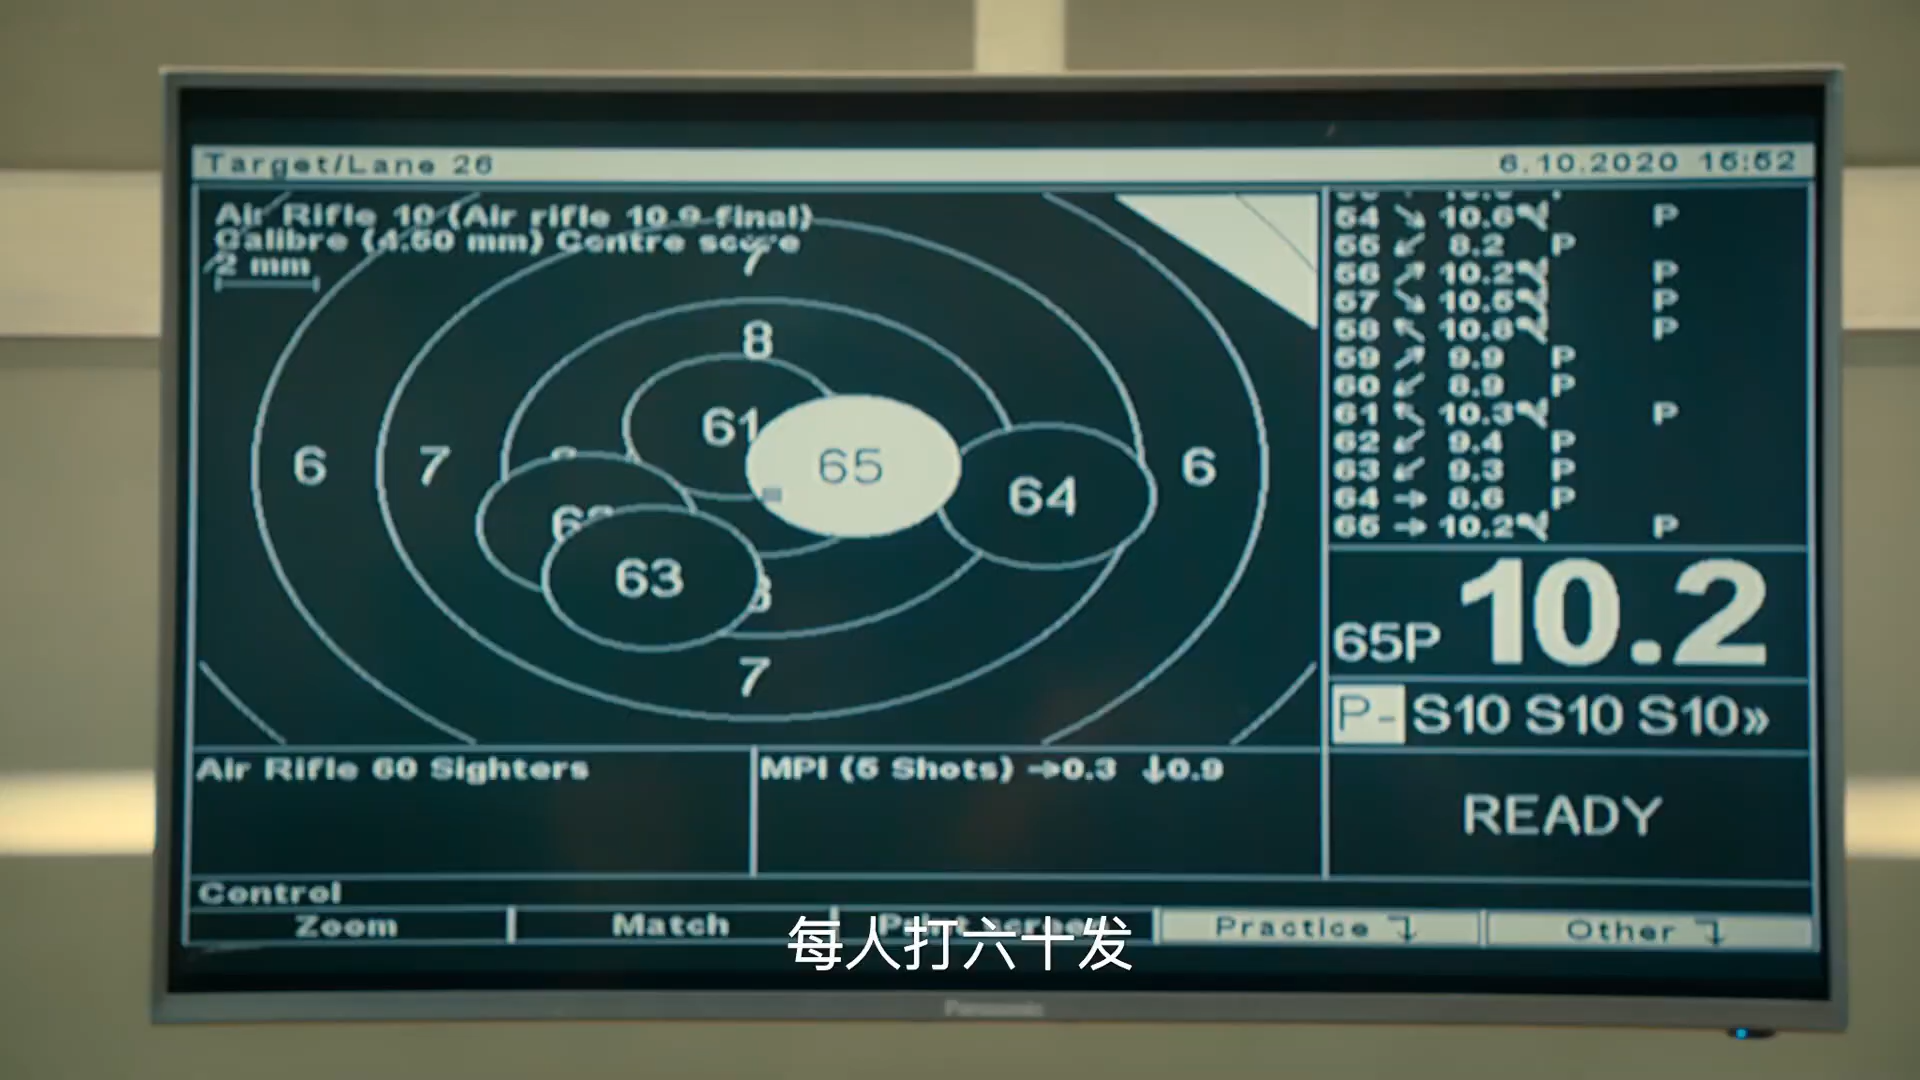 Target/Lane 26
6.10.2020 15:52
Air Rifle 10 (Air rifle 10.9 final)
Calibre (4.50 mm) Centre score
2 mm
7
8
61
6
7
65
64
6
63
7
54 ↘ 10.6 P
55 ↙ 8.2 P
56 ↗ 10.2 P
57 ↘ 10.5 P
58 ↖ 10.8 P
59 ↗ 9.9 P
60 ↙ 8.9 P
61 ↖ 10.3 P
62 ↙ 9.4 P
63 ↙ 9.3 P
64 → 8.6 P
65 → 10.2 P
65P 10.2
P- S10 S10 S10»
Air Rifle 60 Sighters
MPI (5 Shots) →0.3 ↓0.9
READY
Control
Zoom
Match
Print screen
Practice
Other
每人打六十发
Panasonic